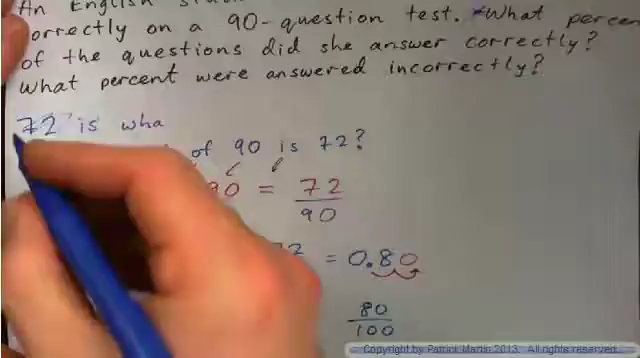 An English
orrectly on a 90-question test. What percen
of the questions did she answer correctly?
What percent were answered incorrectly?
72 is wha
of 90 is 72?
90 = 72/90
= 0.80
80/100
Copyright by Patrick Martin 2013. All rights reserved.